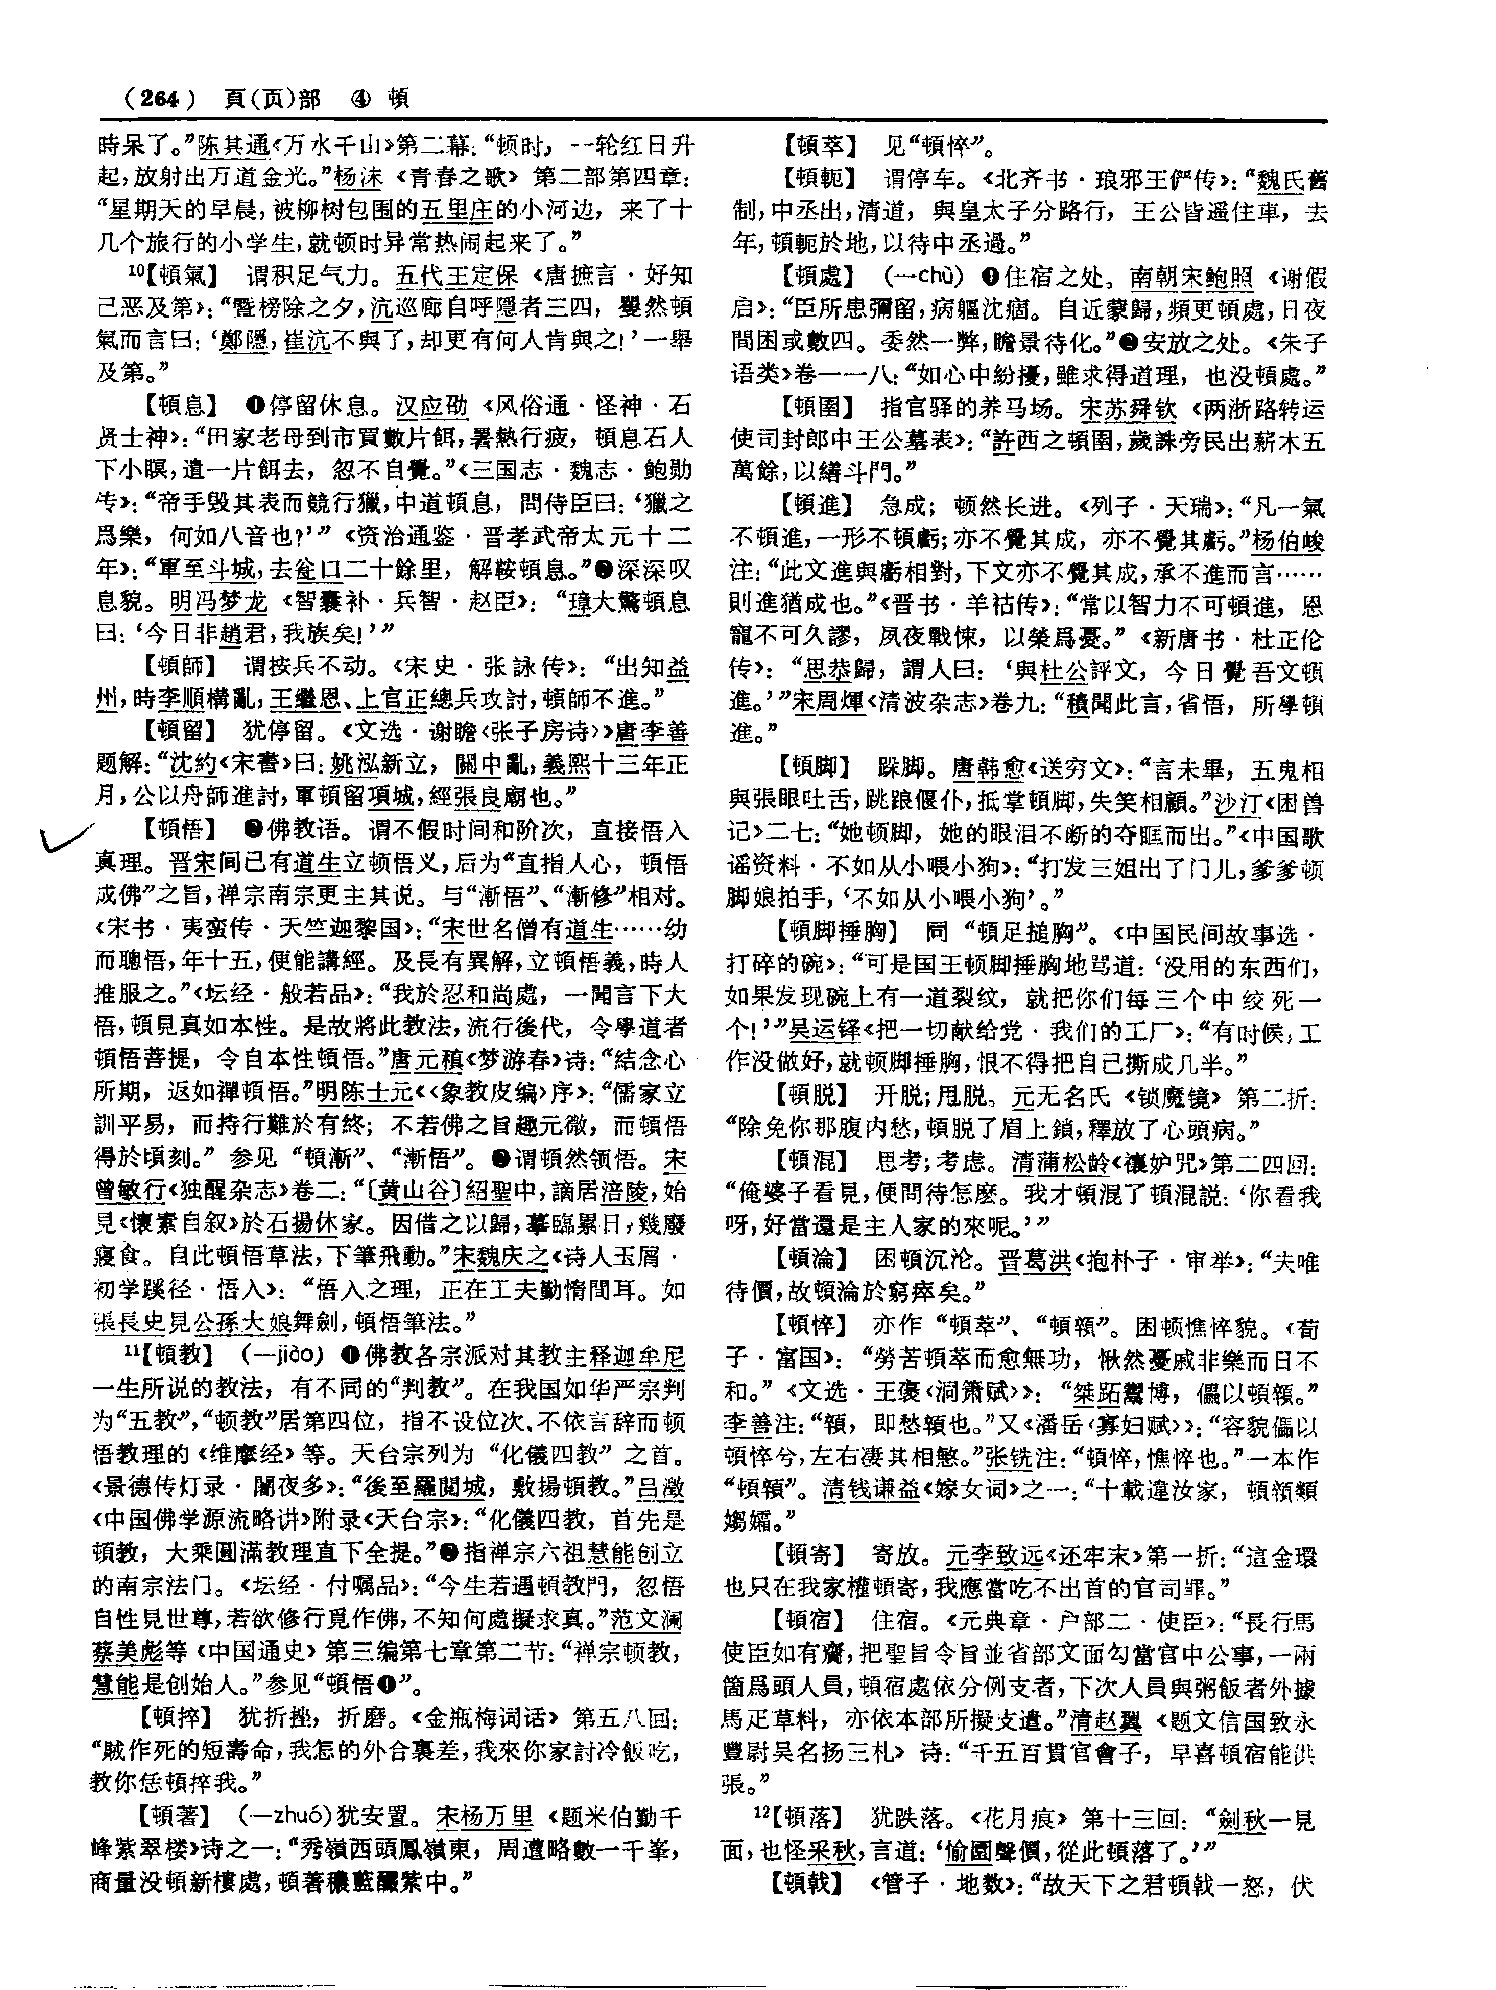 （264） 頁(页)部 ④ 頓
時呆了。”陈其通《万水千山》第二幕：“顿时，一轮红日升
起，放射出万道金光。”杨沫《青春之歌》第二部第四章：
“星期天的早晨，被柳树包围的五里庄的小河边，来了十
几个旅行的小学生，就顿时异常热闹起来了。”
10【頓氣】 谓积足气力。五代王定保《唐摭言·好知
己恶及第》：“暨榜除之夕，沆巡廊自呼隱者三四，矍然頓
氣而言曰：‘鄭隱，崔沆不與了，却更有何人肯與之！’一舉
及第。”
【頓息】 ❶停留休息。汉应劭《风俗通·怪神·石
贤士神》：“田家老母到市買數片餌，暑熱行疲，頓息石人
下小瞑，遺一片餌去，忽不自覺。”《三国志·魏志·鲍勋
传》：“帝手毁其表而競行獵，中道頓息，問侍臣曰：‘獵之
爲樂，何如八音也？’”《资治通鉴·晋孝武帝太元十二
年》：“軍至斗城，去瓮口二十餘里，解鞍頓息。”❷深深叹
息貌。明冯梦龙《智囊补·兵智·赵臣》：“璋大驚頓息
曰：‘今日非趙君，我族矣！’”
【頓師】 谓按兵不动。《宋史·张詠传》：“出知益
州，時李順構亂，王繼恩、上官正總兵攻討，頓師不進。”
【頓留】 犹停留。《文选·谢瞻〈张子房诗〉》唐李善
题解：“沈約《宋書》曰：姚泓新立，關中亂，義熙十三年正
月，公以舟師進討，軍頓留項城，經張良廟也。”
【頓悟】 ❶佛教语。谓不假时间和阶次，直接悟入
真理。晋宋间已有道生立顿悟义，后为“直指人心，頓悟
成佛”之旨，禅宗南宗更主其说。与“漸悟”、“漸修”相对。
《宋书·夷蛮传·天竺迦黎国》：“宋世名僧有道生……幼
而聰悟，年十五，便能講經。及長有異解，立頓悟義，時人
推服之。”《坛经·般若品》：“我於忍和尚處，一聞言下大
悟，頓見真如本性。是故將此教法，流行後代，令學道者
頓悟菩提，令自本性頓悟。”唐元稹《梦游春》诗：“結念心
所期，返如禪頓悟。”明陈士元《〈象教皮编〉序》：“儒家立
訓平易，而持行難於有終；不若佛之旨趣元微，而頓悟
得於頃刻。”参见“頓漸”、“漸悟”。❷谓顿然领悟。宋
曾敏行《独醒杂志》卷二：“〔黄山谷〕紹聖中，謫居涪陵，始
見《懷素自叙》於石揚休家。因借之以歸，摹臨累日，幾廢
寢食。自此頓悟草法，下筆飛動。”宋魏庆之《诗人玉屑·
初学蹊径·悟入》：“悟入之理，正在工夫勤惰間耳。如
張長史見公孫大娘舞劍，頓悟筆法。”
11【頓教】 （一jiào）❶佛教各宗派对其教主释迦牟尼
一生所说的教法，有不同的“判教”。在我国如华严宗判
为“五教”，“顿教”居第四位，指不设位次、不依言辞而顿
悟教理的《维摩经》等。天台宗列为“化儀四教”之首。
《景德传灯录·闍夜多》：“後至羅閱城，敷揚頓教。”吕澂
《中国佛学源流略讲》附录《天台宗》：“化儀四教，首先是
頓教，大乘圓滿教理直下全提。”❷指禅宗六祖慧能创立
的南宗法门。《坛经·付嘱品》：“今生若遇頓教門，忽悟
自性見世尊，若欲修行覓作佛，不知何處擬求真。”范文澜
蔡美彪等《中国通史》第三编第七章第二节：“禅宗顿教，
慧能是创始人。”参见“頓悟❶”。
【頓捽】 犹折挫，折磨。《金瓶梅词话》第五八回：
“賊作死的短壽命，我怎的外合裏差，我來你家討冷飯吃，
教你恁頓捽我。”
【頓著】 （一zhuó）犹安置。宋杨万里《题米伯勤千
峰紫翠楼》诗之一：“秀嶺西頭鳳嶺東，周遭略數一千峯，
商量没頓新樓處，頓著穠藍釅紫中。”
【頓萃】 见“頓悴”。
【頓軛】 谓停车。《北齐书·琅邪王俨传》：“魏氏舊
制，中丞出，清道，與皇太子分路行，王公皆遥住車，去
年，頓軛於地，以待中丞過。”
【頓處】 （一chù）❶住宿之处。南朝宋鲍照《谢假
启》：“臣所患彌留，病軀沈痼。自近蒙歸，頻更頓處，日夜
間困或數四。委然一弊，瞻景待化。”❷安放之处。《朱子
语类》卷一一八：“如心中紛擾，雖求得道理，也没頓處。”
【頓圉】 指官驿的养马场。宋苏舜钦《两浙路转运
使司封郎中王公墓表》：“許西之頓圉，歲誅旁民出薪木五
萬餘，以繕斗門。”
【頓進】 急成；顿然长进。《列子·天瑞》：“凡一氣
不頓進，一形不頓虧；亦不覺其成，亦不覺其虧。”杨伯峻
注：“此文進與虧相對，下文亦不覺其成，承不進而言……
則進猶成也。”《晋书·羊祜传》：“常以智力不可頓進，恩
寵不可久謬，夙夜戰悚，以榮爲憂。”《新唐书·杜正伦
传》：“思恭歸，謂人曰：‘與杜公評文，今日覺吾文頓
進。’”宋周煇《清波杂志》卷九：“積聞此言，省悟，所學頓
進。”
【頓脚】 跺脚。唐韩愈《送穷文》：“言未畢，五鬼相
與張眼吐舌，跳踉偃仆，抵掌頓脚，失笑相顧。”沙汀《困兽
记》二七：“她顿脚，她的眼泪不断的夺眶而出。”《中国歌
谣资料·不如从小喂小狗》：“打发三姐出了门儿，爹爹顿
脚娘拍手，‘不如从小喂小狗’。”
【頓脚捶胸】 同“頓足搥胸”。《中国民间故事选·
打碎的碗》：“可是国王顿脚捶胸地骂道：‘没用的东西们，
如果发现碗上有一道裂纹，就把你们每三个中绞死一
个！’”吴运铎《把一切献给党·我们的工厂》：“有时候，工
作没做好，就顿脚捶胸，恨不得把自己撕成几半。”
【頓脱】 开脱；甩脱。元无名氏《锁魔镜》第二折：
“除免你那腹内愁，頓脱了眉上鎖，釋放了心頭病。”
【頓混】 思考；考虑。清蒲松龄《禳妒咒》第二四回：
“俺婆子看見，便問待怎麽。我才頓混了頓混説：‘你看我
呀，好當還是主人家的來呢。’”
【頓淪】 困頓沉沦。晋葛洪《抱朴子·审举》：“夫唯
待價，故頓淪於窮瘁矣。”
【頓悴】 亦作“頓萃”、“頓顇”。困顿憔悴貌。《荀
子·富国》：“勞苦頓萃而愈無功，愀然憂戚非樂而日不
和。”《文选·王褒〈洞箫赋〉》：“桀跖鬻博，儡以頓顇。”
李善注：“顇，即愁顇也。”又《潘岳〈寡妇赋〉》：“容貌儡以
頓悴兮，左右凄其相慜。”张铣注：“頓悴，憔悴也。”一本作
“頓顇”。清钱谦益《嫁女词》之一：“十載違汝家，頓顇類
媰孀。”
【頓寄】 寄放。元李致远《还牢末》第一折：“這金環
也只在我家權頓寄，我應當吃不出首的官司罪。”
【頓宿】 住宿。《元典章·户部二·使臣》：“長行馬
使臣如有齎，把聖旨令旨並省部文面勾當官中公事，一兩
箇爲頭人員，頓宿處依分例支者，下次人員與粥飯者外據
馬疋草料，亦依本部所擬支遣。”清赵翼《题文信国致永
豐尉吴名扬三札》诗：“千五百貫官會子，早喜頓宿能供
張。”
12【頓落】 犹跌落。《花月痕》第十三回：“劍秋一見
面，也怪采秋，言道：‘愉園聲價，從此頓落了。’”
【頓戟】 《管子·地数》：“故天下之君頓戟一怒，伏